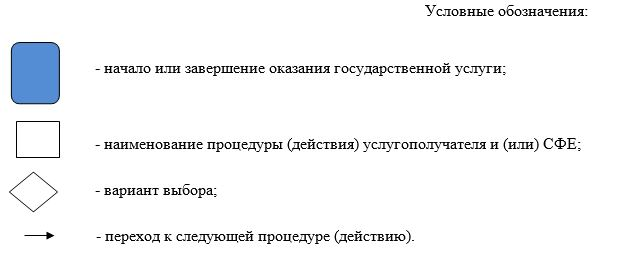 Условные обозначения:
- начало или завершение оказания государственной услуги;
- наименование процедуры (действия) услугополучателя и (или) СФЕ;
- вариант выбора;
- переход к следующей процедуре (действию).